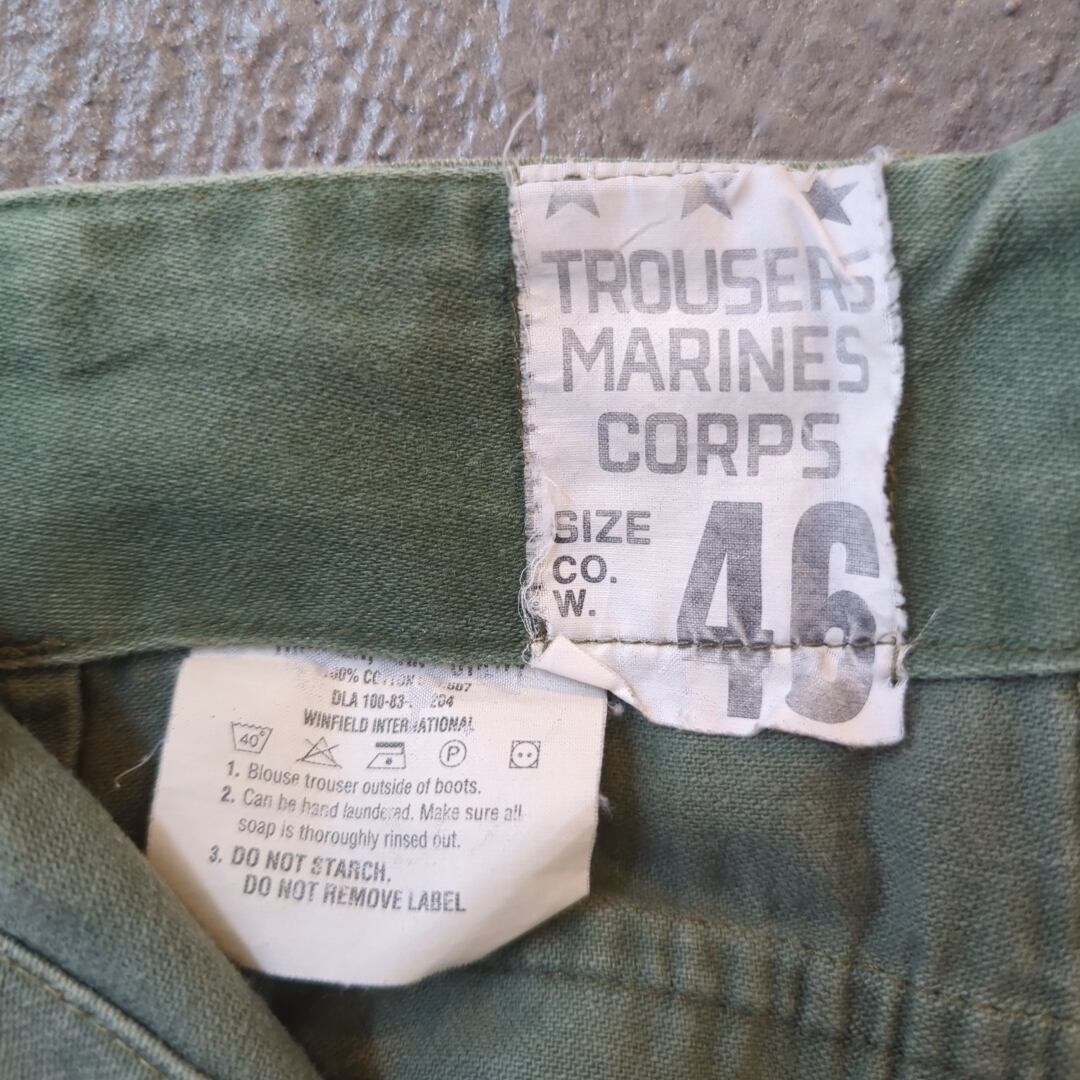 TROUSERS
MARINES
CORPS
SIZE
CO.
W.
46
COTTON
DLA 100-83-
WINFIELD INTERNATIONAL
40°
P
1. Blouse trouser outside of boots.
2. Can be hand laundered. Make sure all
soap is thoroughly rinsed out.
3. DO NOT STARCH.
DO NOT REMOVE LABEL